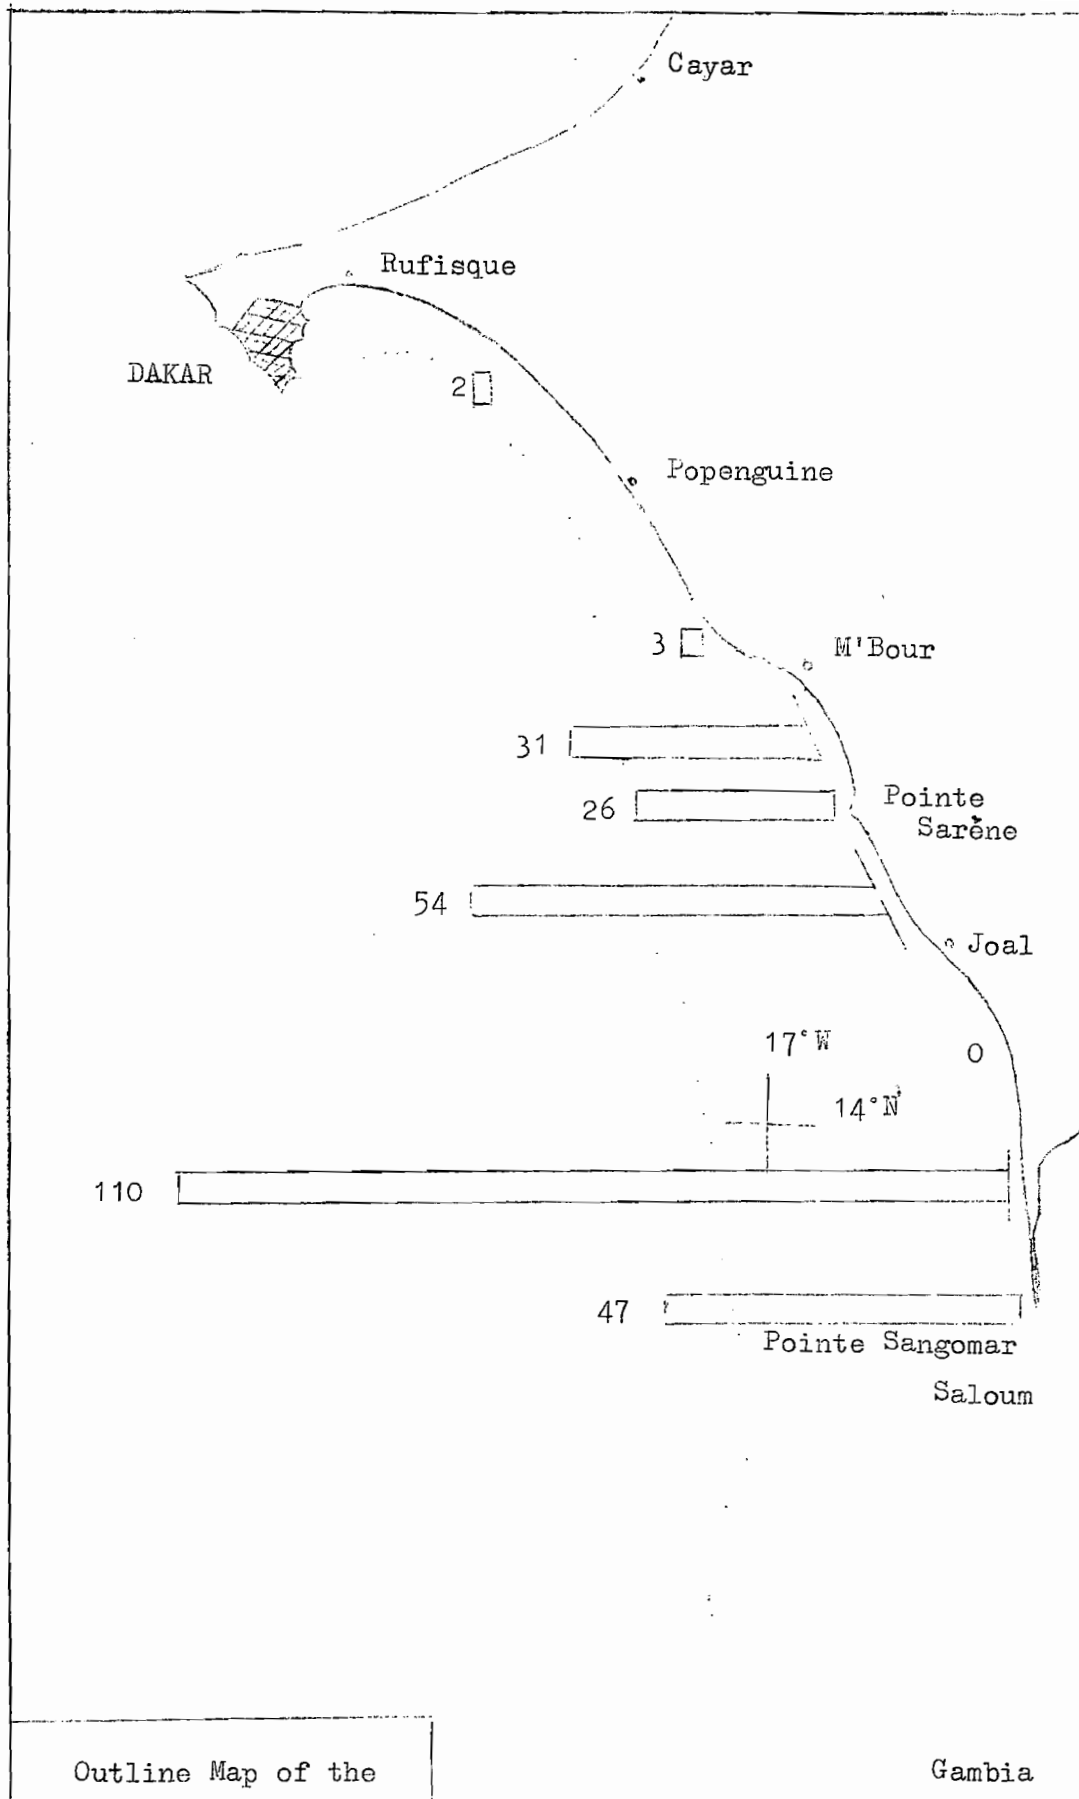 Cayar
Rufisque
DAKAR
2
Popenguine
3
M'Bour
31
26
Pointe
Sarène
54
Joal
17°W
O
14°N
110
47
Pointe Sangomar
Saloum
Outline Map of the
Gambia